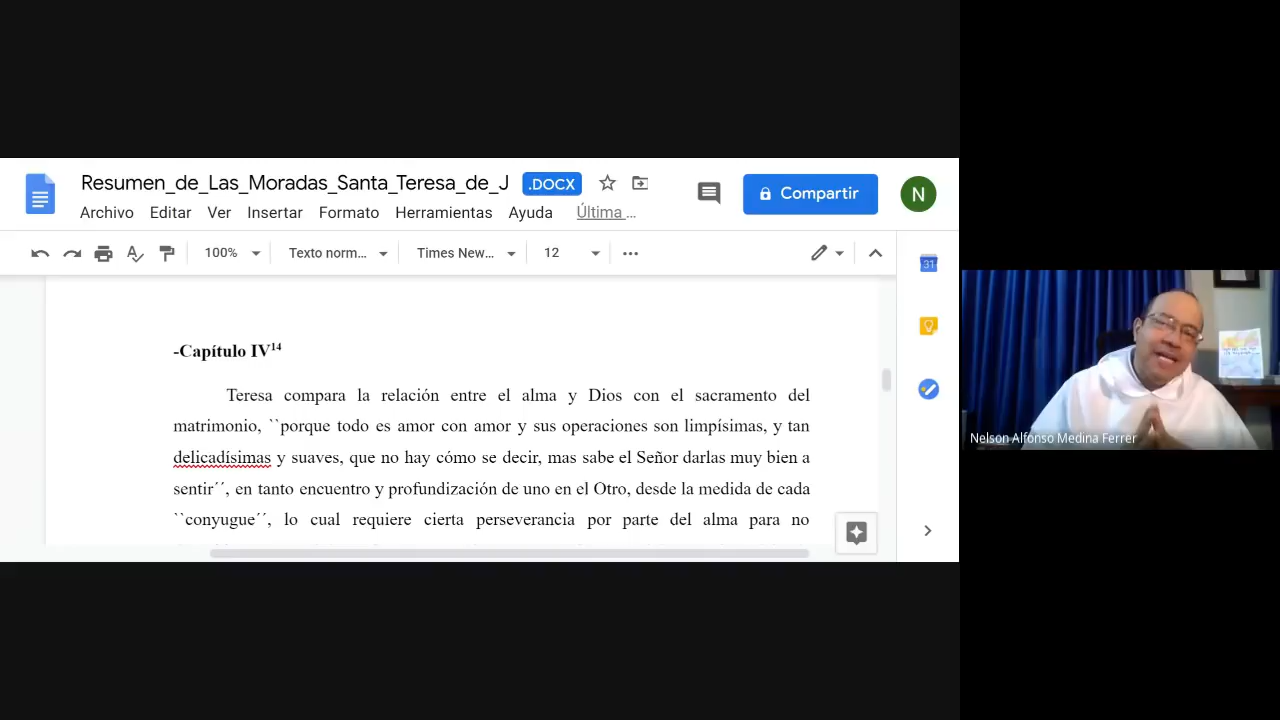 Resumen_de_Las_Moradas_Santa_Teresa_de_J .DOCX
Compartir
N
Archivo Editar Ver Insertar Formato Herramientas Ayuda Última ...
100% Texto norm... Times New... 12
31
-Capítulo IV14
Teresa compara la relación entre el alma y Dios con el sacramento del
matrimonio, ``porque todo es amor con amor y sus operaciones son limpísimas, y tan
delicadísimas y suaves, que no hay cómo se decir, mas sabe el Señor darlas muy bien a
sentir´´, en tanto encuentro y profundización de uno en el Otro, desde la medida de cada
``conyugue´´, lo cual requiere cierta perseverancia por parte del alma para no
Nelson Alfonso Medina Ferrer